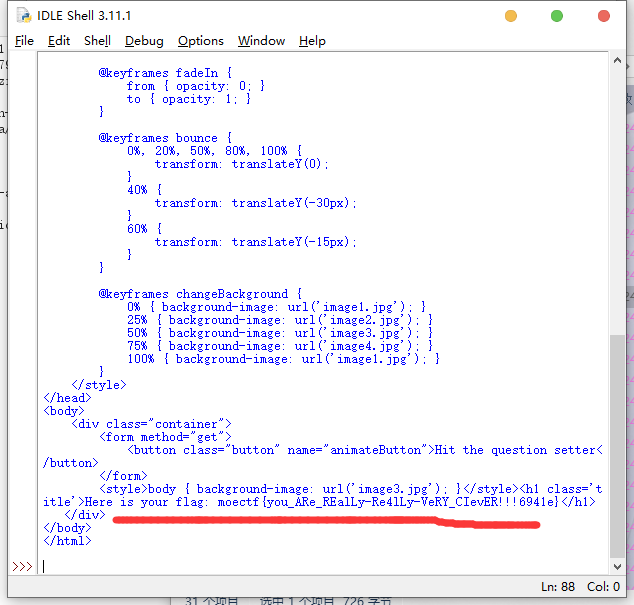 IDLE Shell 3.11.1
File Edit Shell Debug Options Window Help
@keyframes fadeIn {
from { opacity: 0; }
to { opacity: 1; }
}
@keyframes bounce {
0%, 20%, 50%, 80%, 100% {
transform: translateY(0);
}
40% {
transform: translateY(-30px);
}
60% {
transform: translateY(-15px);
}
}
@keyframes changeBackground {
0% { background-image: url('image1.jpg'); }
25% { background-image: url('image2.jpg'); }
50% { background-image: url('image3.jpg'); }
75% { background-image: url('image4.jpg'); }
100% { background-image: url('image1.jpg'); }
}
</style>
</head>
<body>
<div class="container">
<form method="get">
<button class="button" name="animateButton">Hit the question setter<
/button>
</form>
<style>body { background-image: url('image3.jpg'); }</style><h1 class='t
itle'>Here is your flag: moectf{you_ARe_REalLy-Re4lLy-VeRY_CIevER!!!6941e}</h1>
</div>
</body>
</html>
>>>
Ln: 88 Col: 0
31 个项目 选中 1 个项目 726 字节